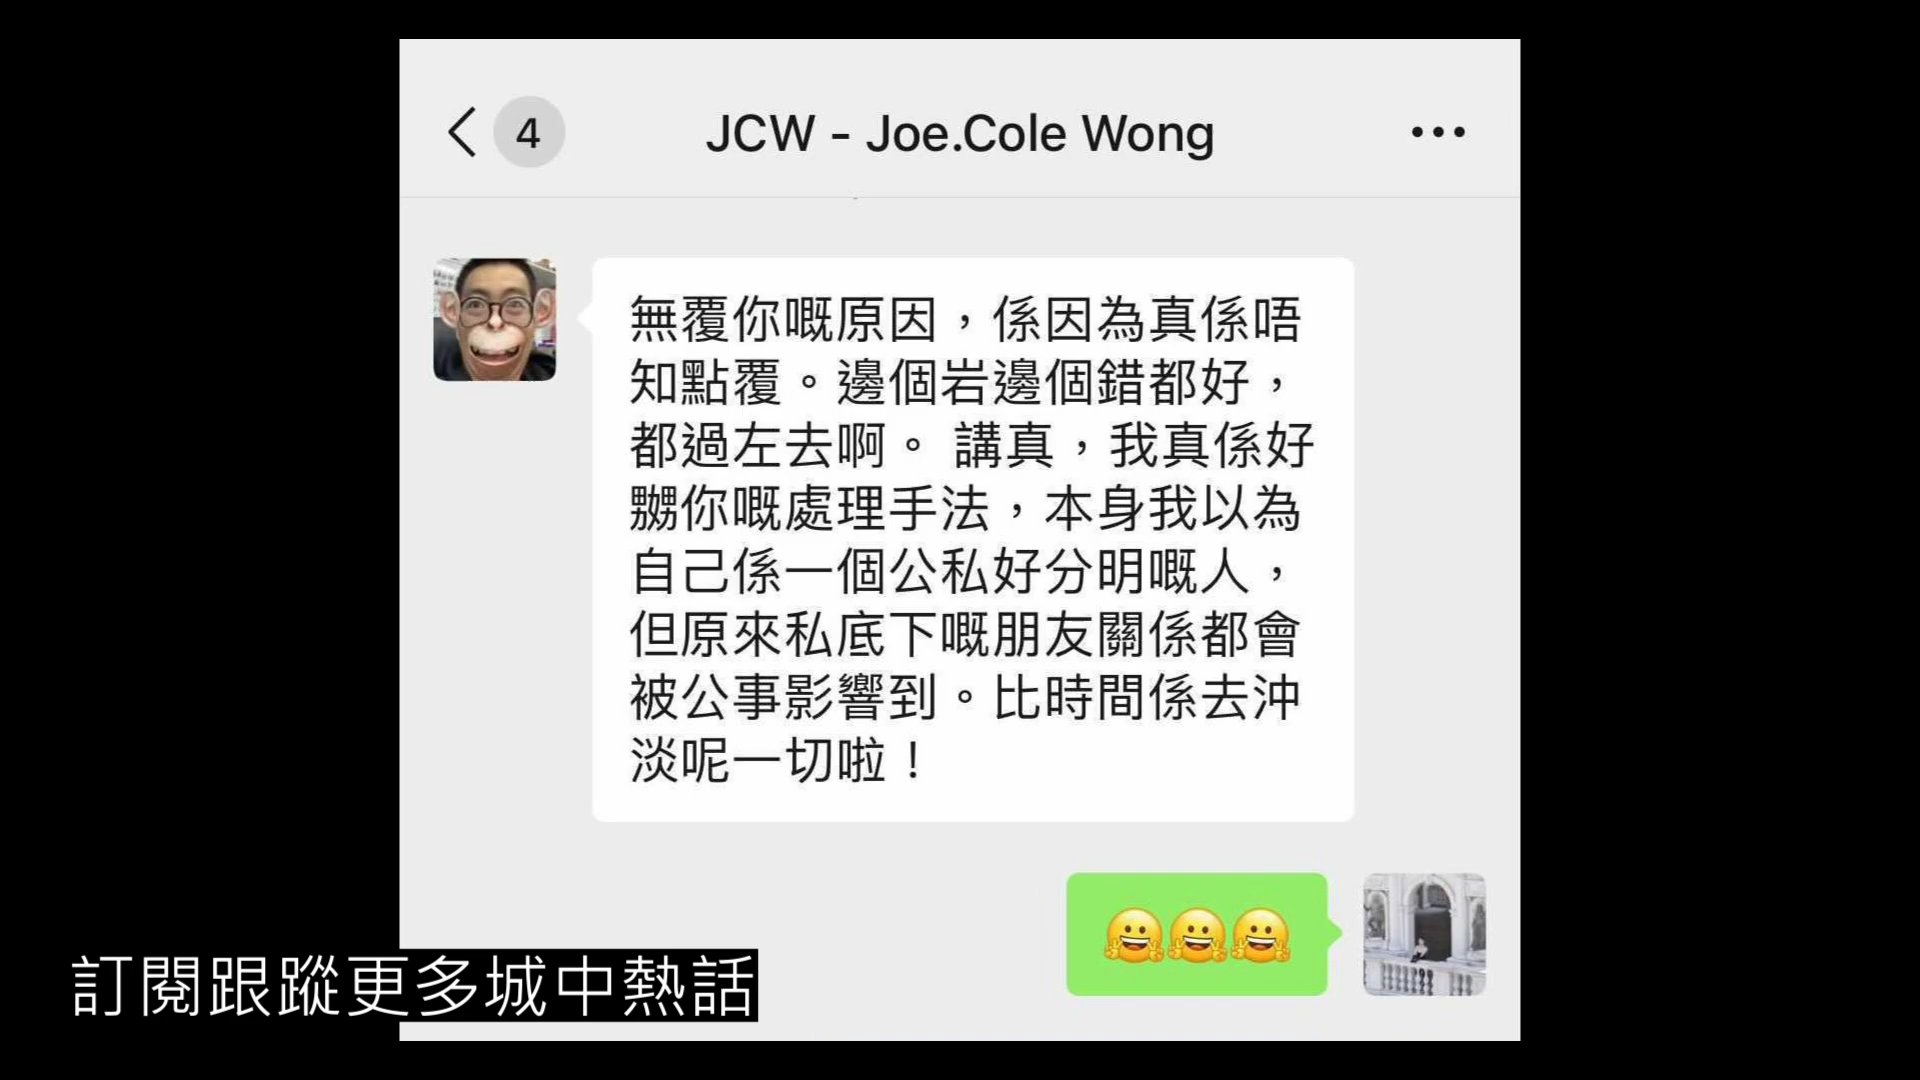 4
JCW - Joe.Cole Wong
無覆你嘅原因，係因為真係唔
知點覆。邊個岩邊個錯都好，
都過左去啊。 講真，我真係好
嬲你嘅處理手法，本身我以為
自己係一個公私好分明嘅人，
但原來私底下嘅朋友關係都會
被公事影響到。比時間係去沖
淡呢一切啦！
訂閱跟蹤更多城中熱話